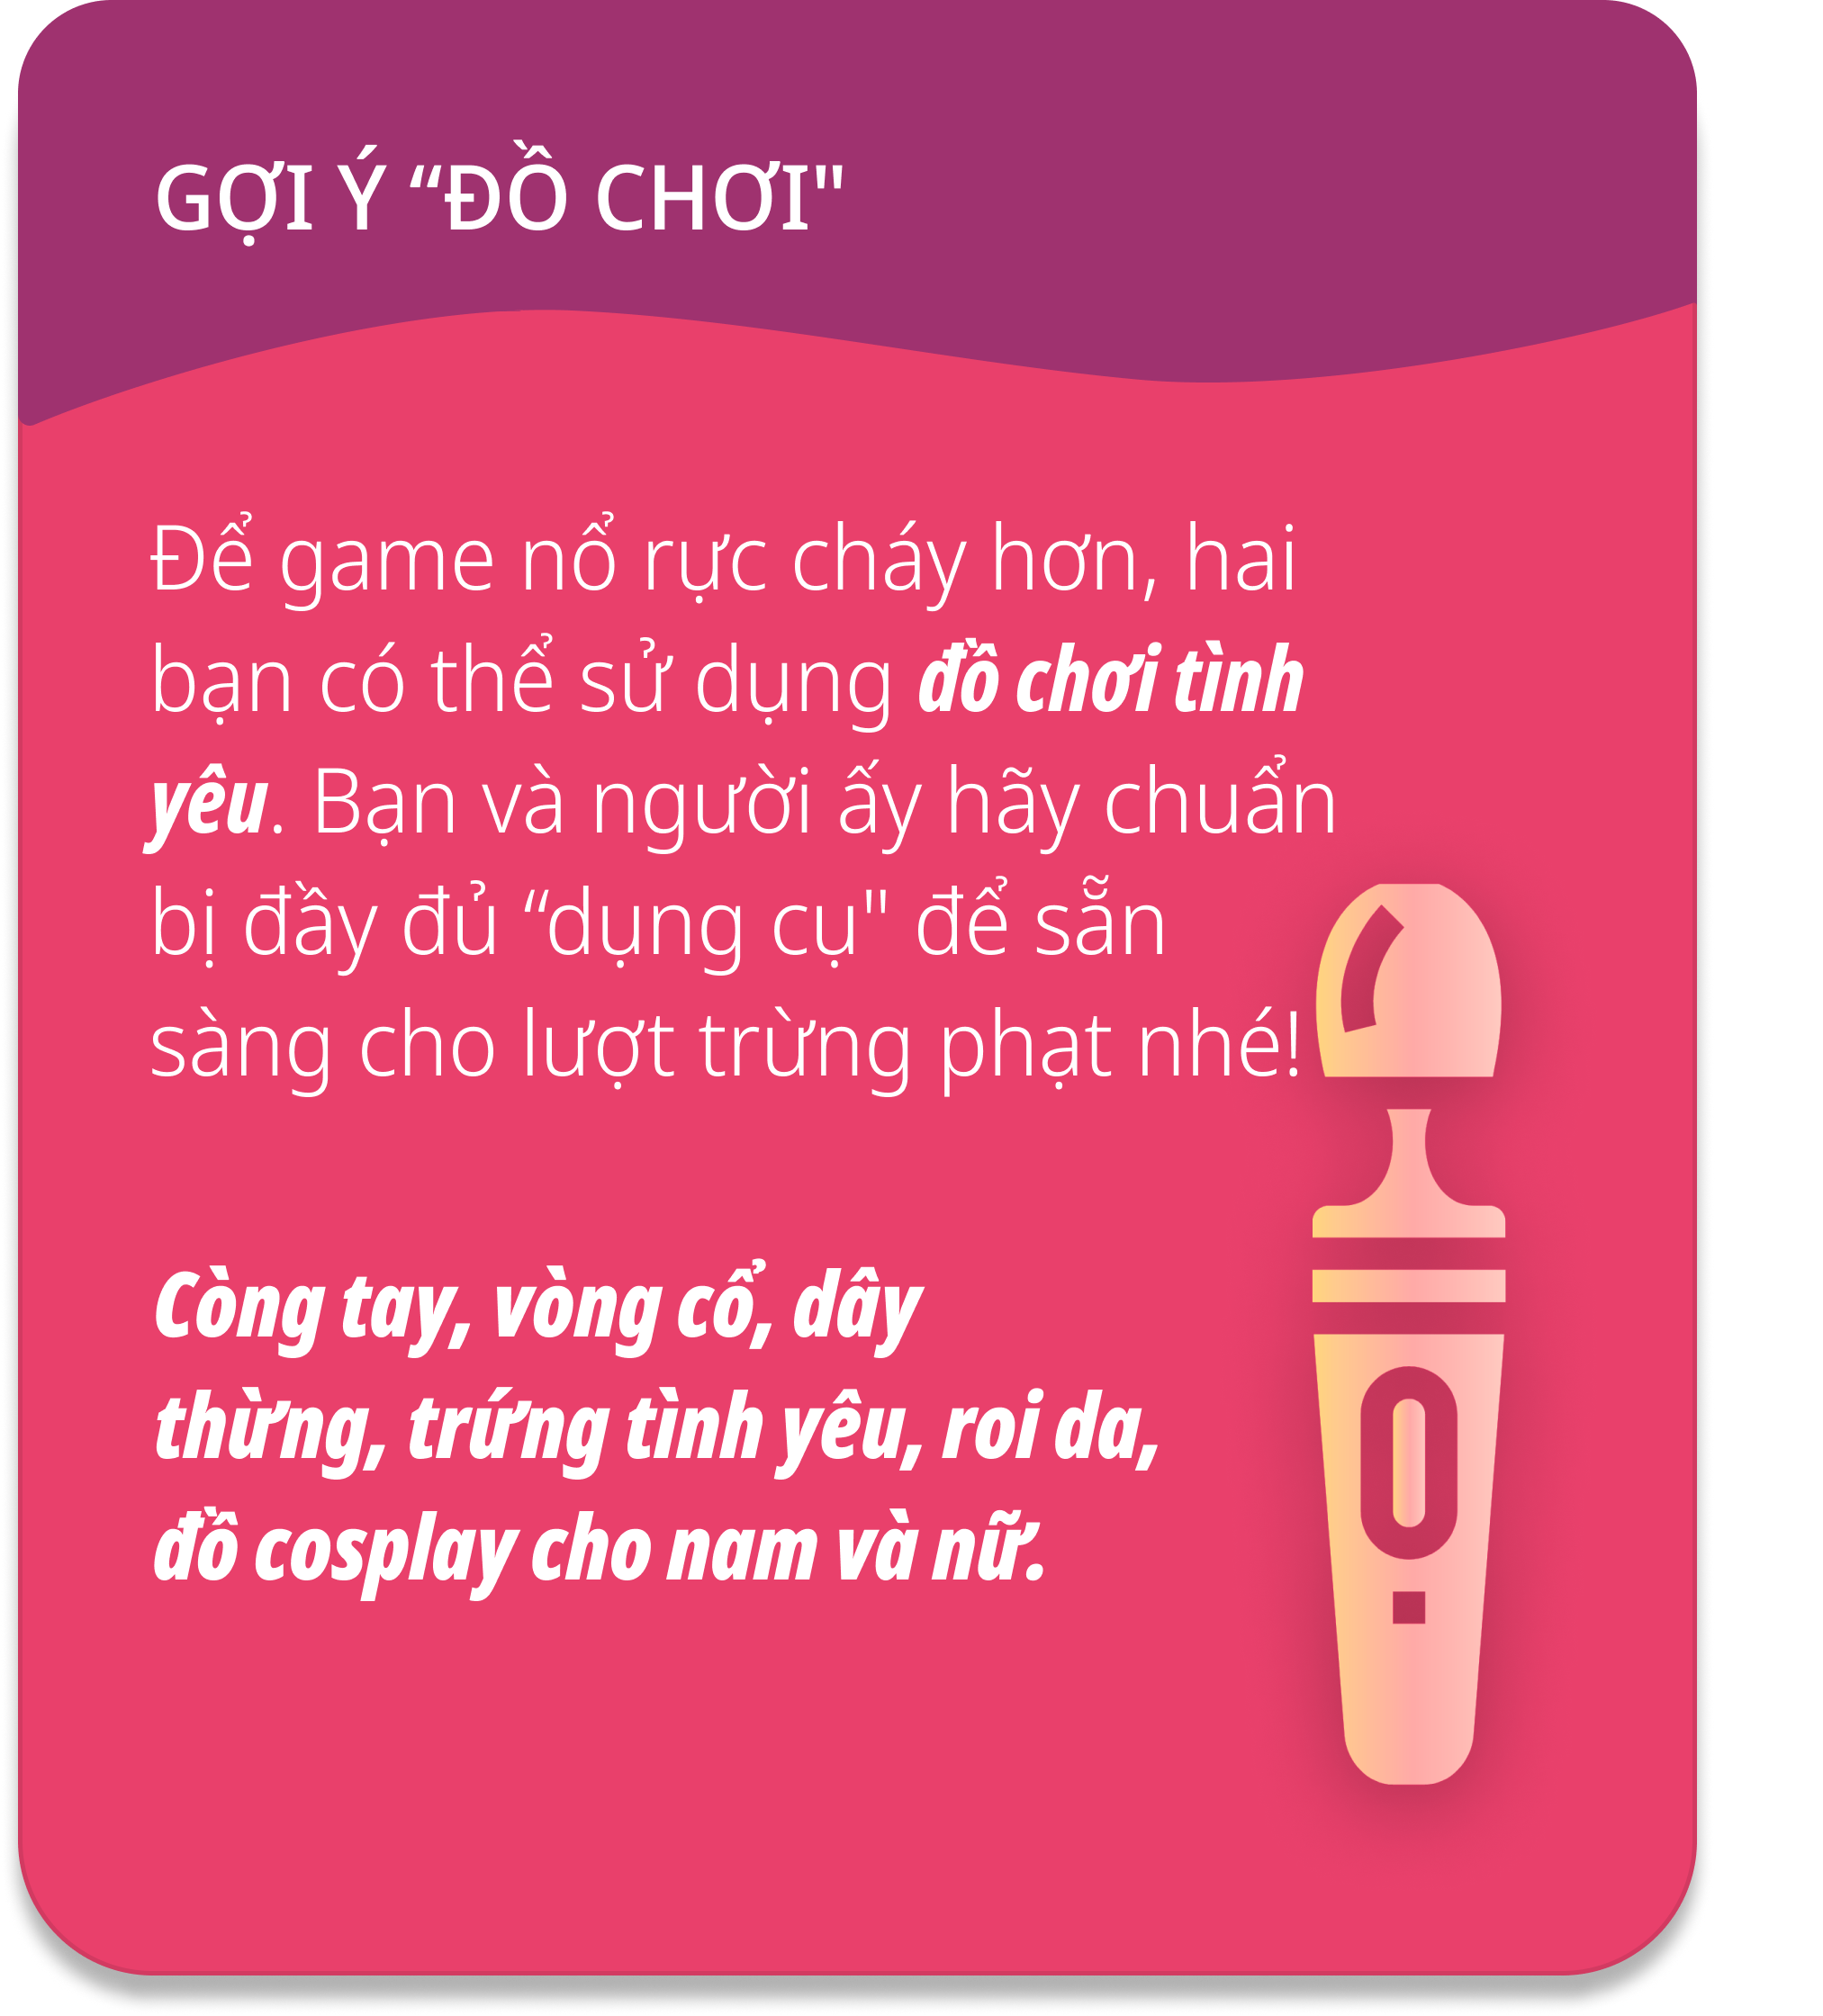 GỢI Ý “ĐỒ CHƠI"
Để game nổ rực cháy hơn, hai
bạn có thể sử dụng đồ chơi tình
yêu. Bạn và người ấy hãy chuẩn
bị đầy đủ “dụng cụ" để sẵn
sàng cho lượt trừng phạt nhé!
Còng tay, vòng cổ, dây
thừng, trứng tình yêu, roi da,
đồ cosplay cho nam và nữ.